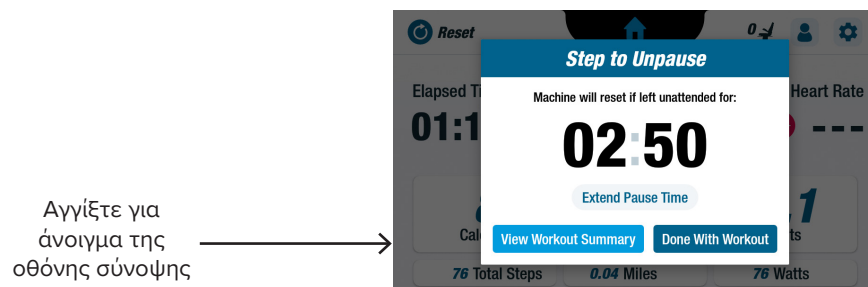 Reset
0
Step to Unpause
Elapsed Ti
Machine will reset if left unattended for:
Heart Rate
01:1
02:50
---
Extend Pause Time
Αγγίξτε για
άνοιγμα της
οθόνης σύνοψης
View Workout Summary
Done With Workout
.1
Cal
ts
76 Total Steps
0.04 Miles
76 Watts